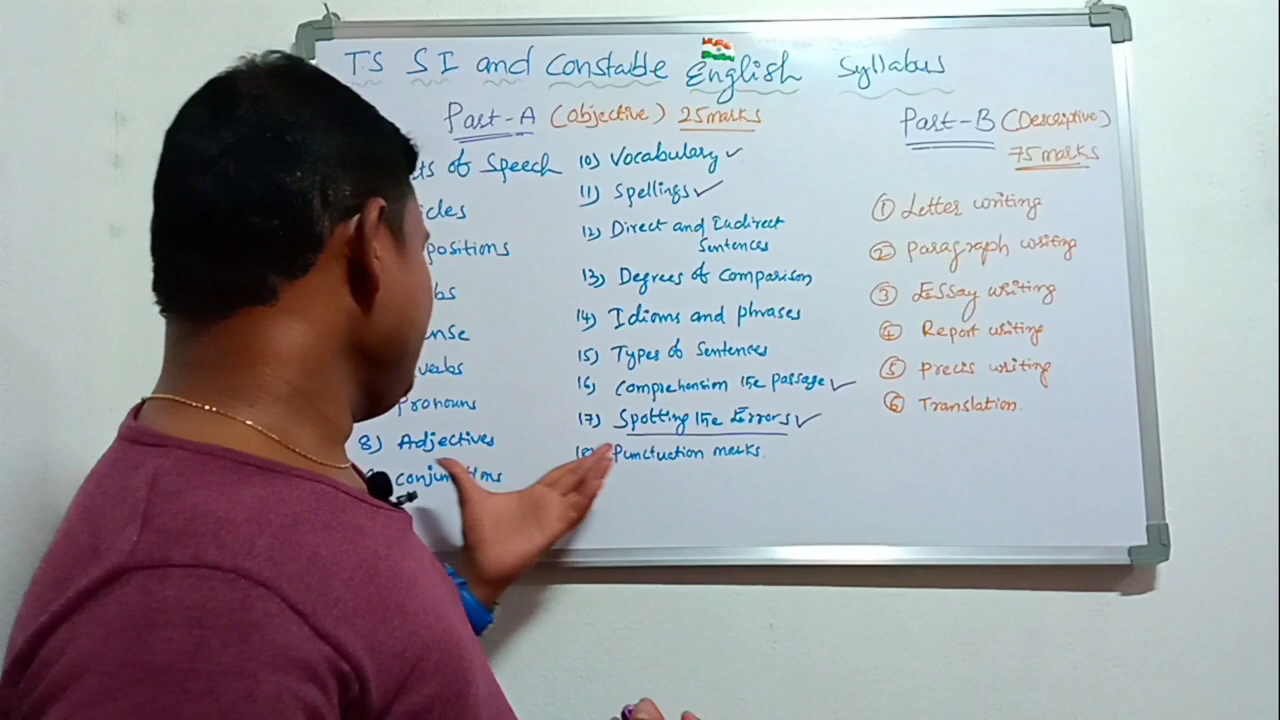 TS SI and Constable English Syllabus
Part-A (objective) 25marks
ts of Speech
icles
positions
bs
nse
verbs
pronouns
8) Adjectives
10) Vocabulary ✓
11) Spellings ✓
12) Direct and Indirect
Sentences
13) Degrees of Comparison
14) Idioms and phrases
15) Types of Sentences
16) Comprehension the passage ✓
17) Spotting the Errors ✓
18) Punctuation marks.
Part-B (Descriptive)
75marks
① Letter writing
② Paragraph writing
③ Essay writing
④ Report writing
⑤ Precis writing
⑥ Translation.